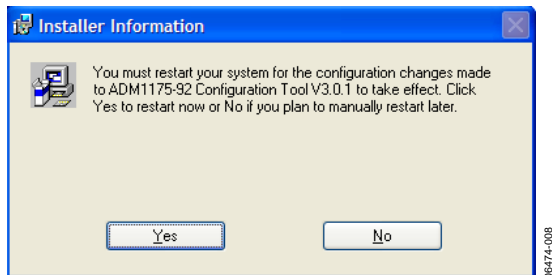 Installer Information
You must restart your system for the configuration changes made
to ADM1175-92 Configuration Tool V3.0.1 to take effect. Click
Yes to restart now or No if you plan to manually restart later.
Yes
No
6474-008